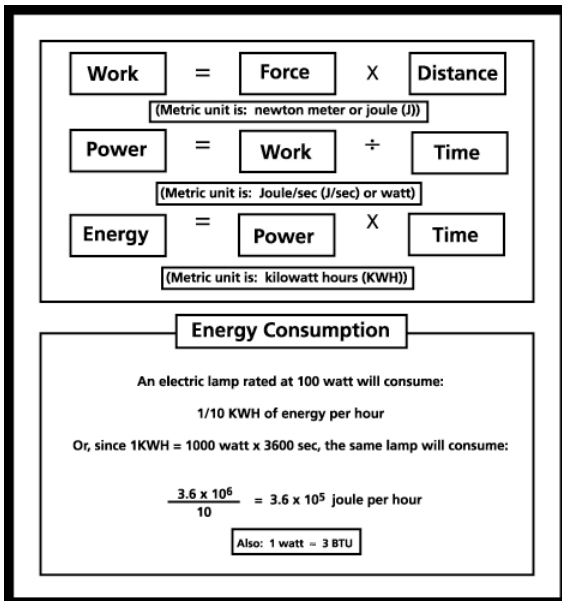 Work = Force X Distance
(Metric unit is: newton meter or joule (J))
Power = Work ÷ Time
(Metric unit is: Joule/sec (J/sec) or watt)
Energy = Power X Time
(Metric unit is: kilowatt hours (KWH))
Energy Consumption
An electric lamp rated at 100 watt will consume:
1/10 KWH of energy per hour
Or, since 1KWH = 1000 watt x 3600 sec, the same lamp will consume:
3.6 x 10⁶
10
= 3.6 x 10⁵ joule per hour
Also: 1 watt ≈ 3 BTU